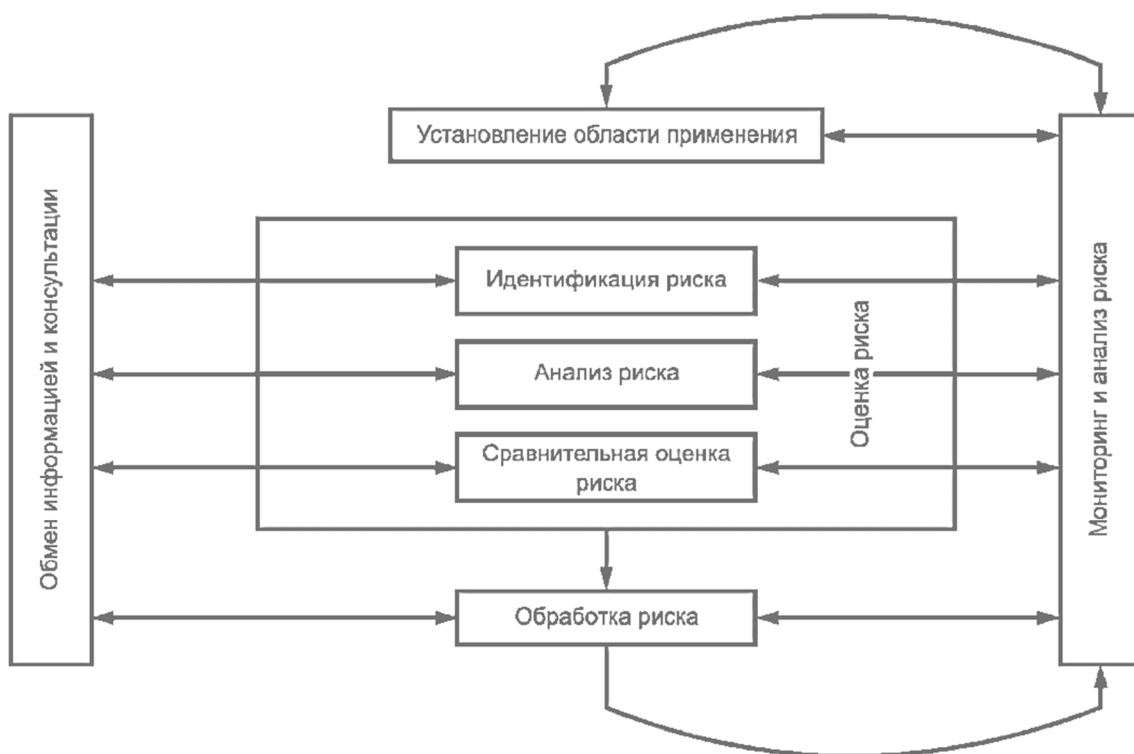 Установление области применения
Обмен информацией и консультации
Идентификация риска
Анализ риска
Сравнительная оценка
риска
Оценка риска
Обработка риска
Мониторинг и анализ риска